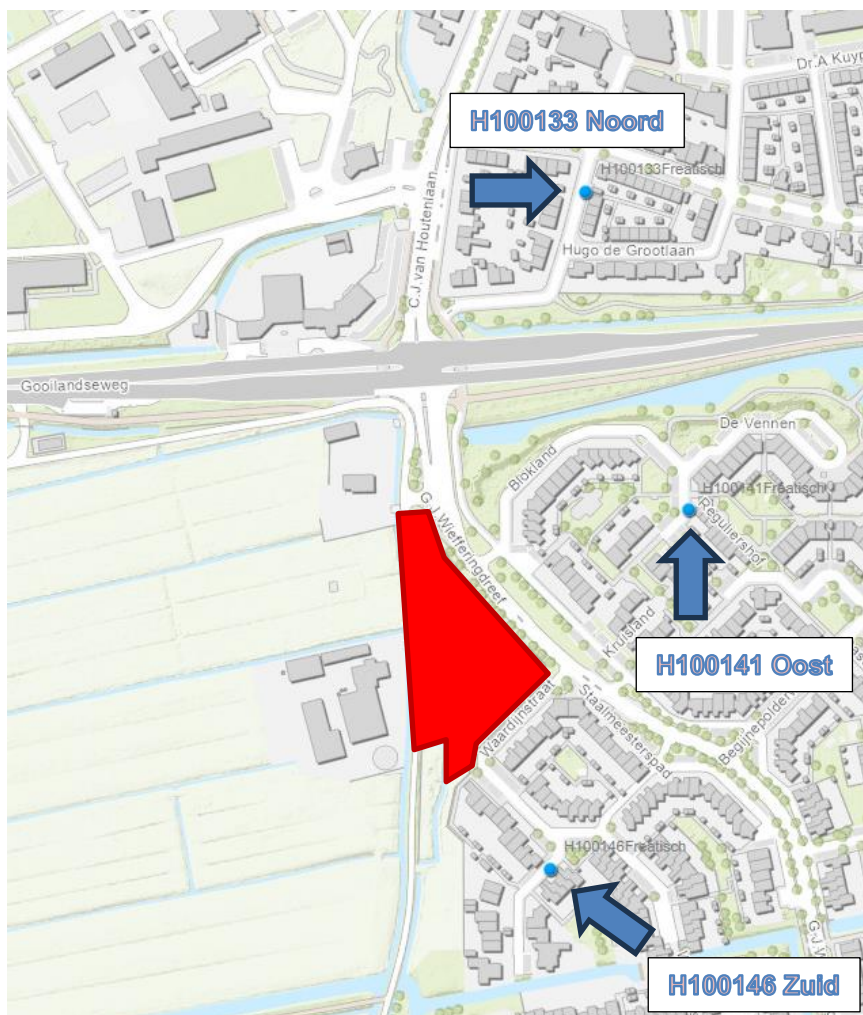 Dr.A Kuyp
H100133 Noord
H100133Freatisch
C.J.van Houtenlaan
Hugo de Grootlaan
Gooilandseweg
De Vennen
Blokland
H100141Freatisch
G.J.Wiefferingdreef
Reguliershof
Kruisland
H100141 Oost
Waardijnstraat
Staalmeesterspad
Begijnepolder
H100146Freatisch
G.J.W
H100146 Zuid